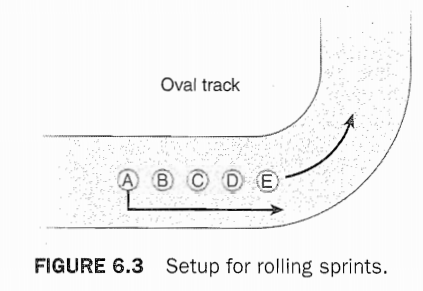 Oval track
A B C D E
FIGURE 6.3 Setup for rolling sprints.